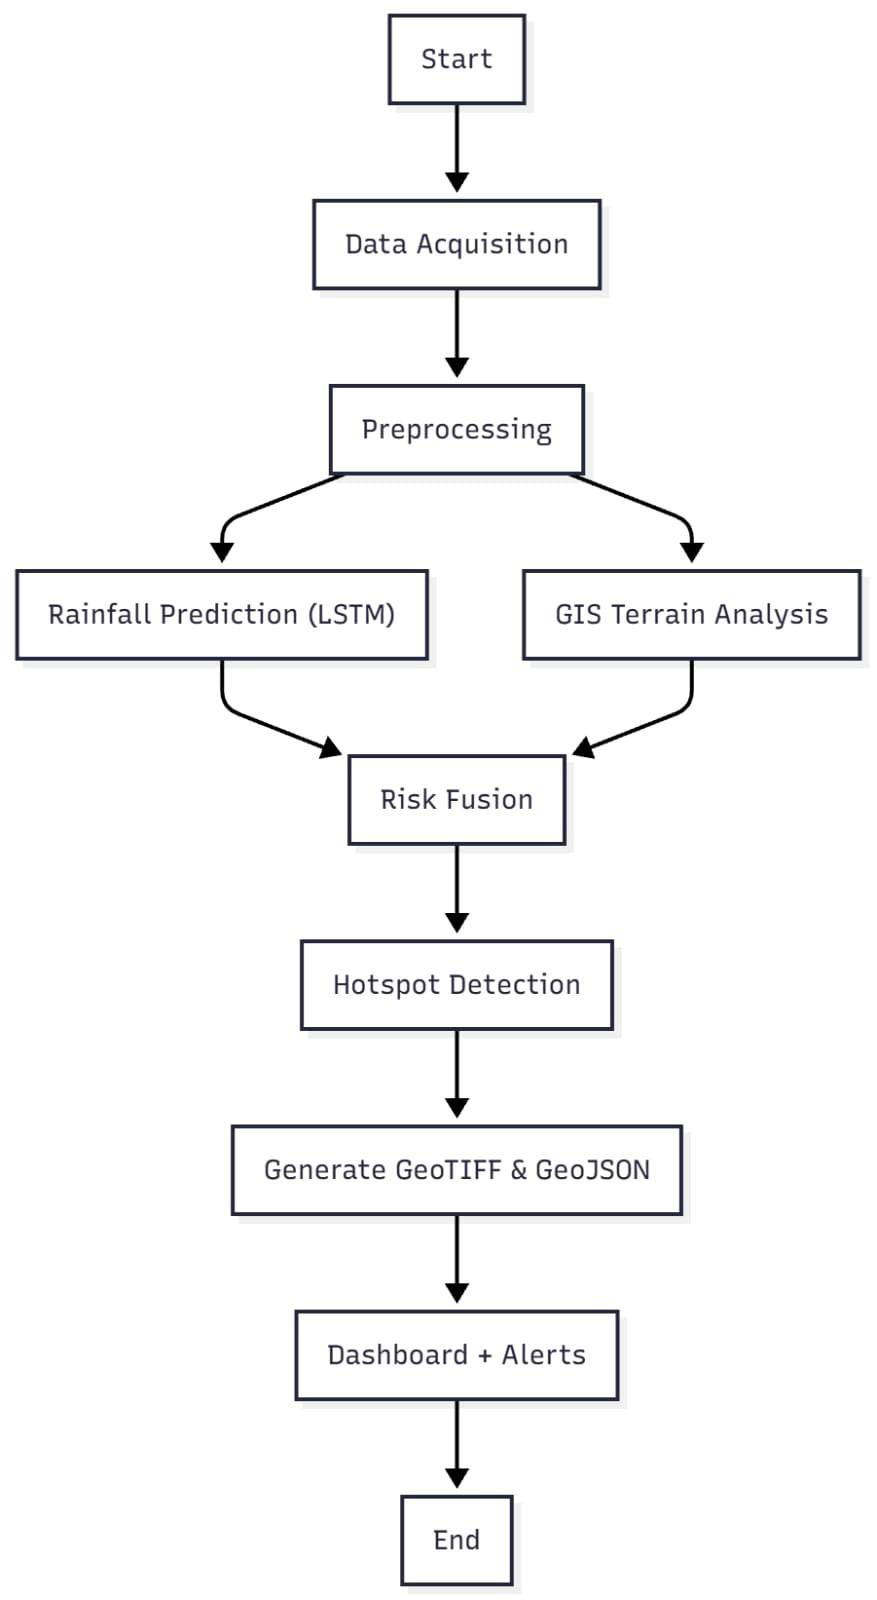 Start
Data Acquisition
Preprocessing
Rainfall Prediction (LSTM)
GIS Terrain Analysis
Risk Fusion
Hotspot Detection
Generate GeoTIFF & GeoJSON
Dashboard + Alerts
End